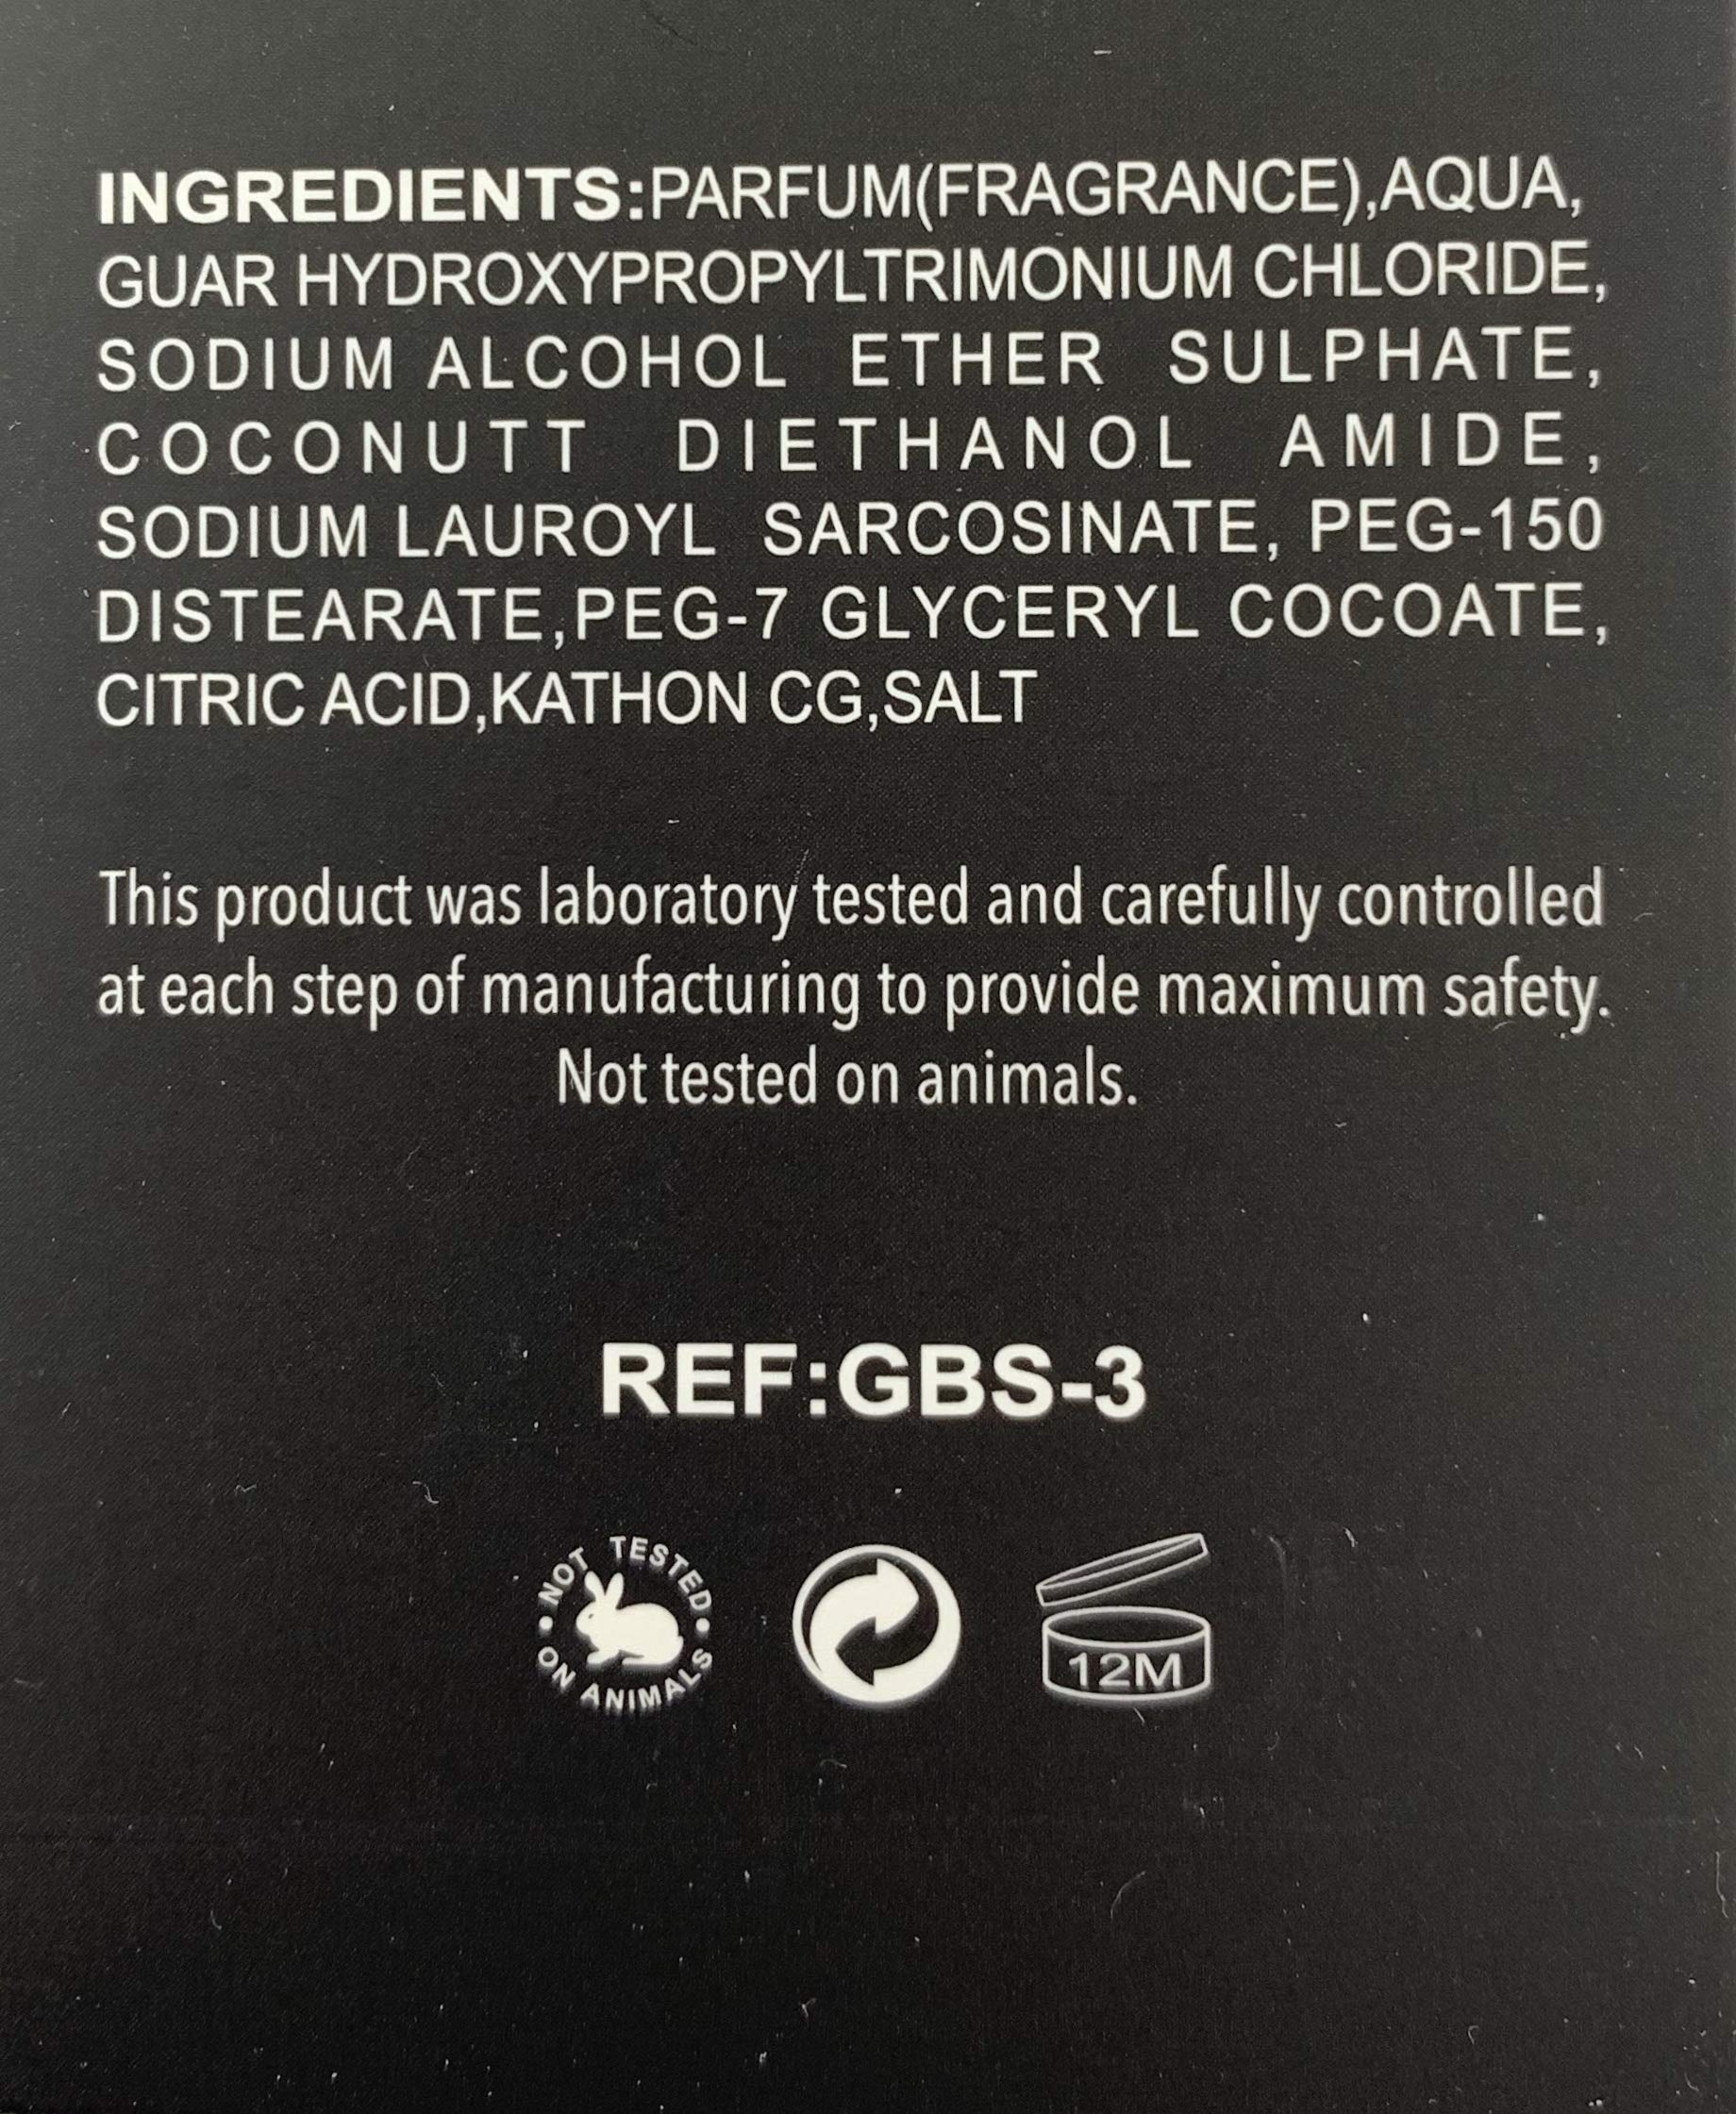 INGREDIENTS:PARFUM(FRAGRANCE),AQUA,
GUAR HYDROXYPROPYLTRIMONIUM CHLORIDE,
SODIUM ALCOHOL ETHER SULPHATE,
COCONUTT DIETHANOL AMIDE,
SODIUM LAUROYL SARCOSINATE, PEG-150
DISTEARATE,PEG-7 GLYCERYL COCOATE,
CITRIC ACID,KATHON CG,SALT
This product was laboratory tested and carefully controlled
at each step of manufacturing to provide maximum safety.
Not tested on animals.
REF:GBS-3
NOT TESTED
ON ANIMALS
12M